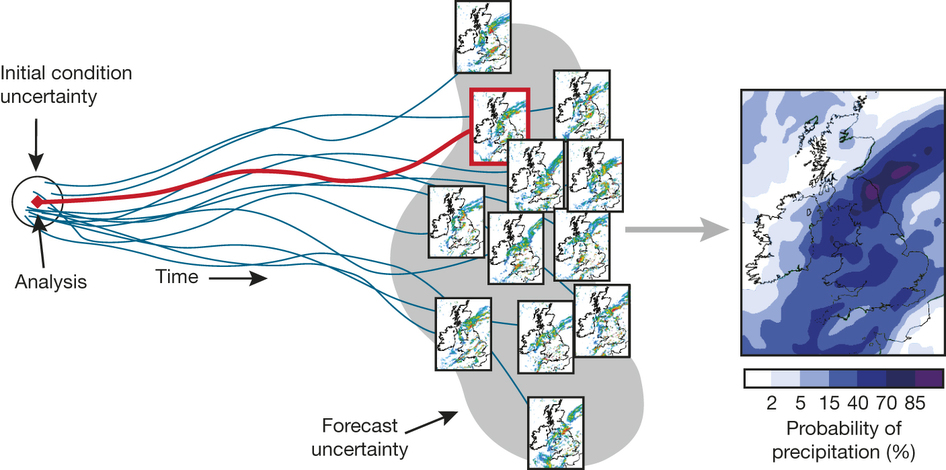 Initial condition
uncertainty
Analysis
Time
Forecast
uncertainty
2 5 15 40 70 85
Probability of
precipitation (%)